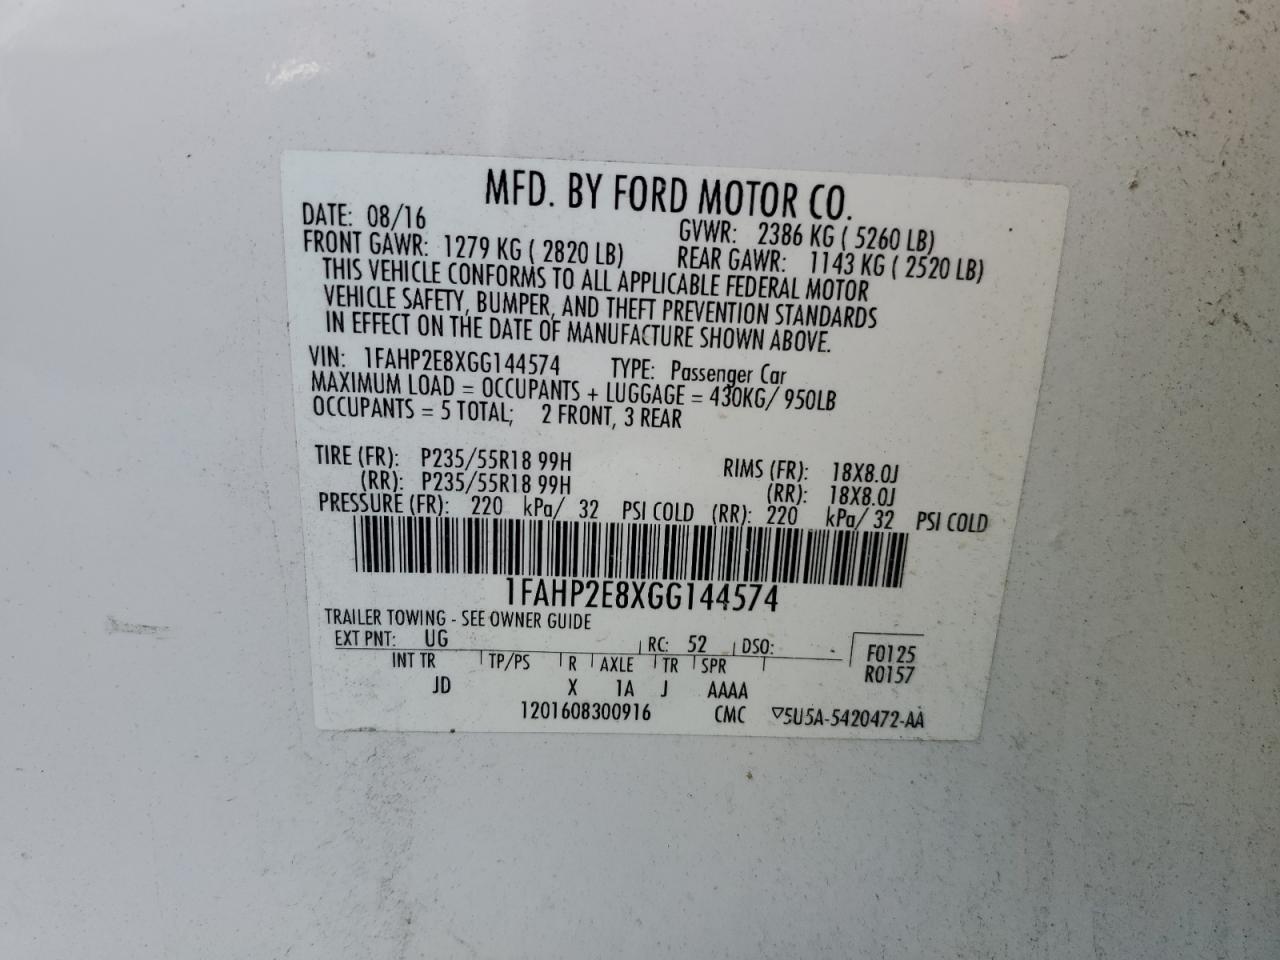 MFD. BY FORD MOTOR CO.
DATE: 08/16 GVWR: 2386 KG ( 5260 LB)
FRONT GAWR: 1279 KG ( 2820 LB) REAR GAWR: 1143 KG ( 2520 LB)
THIS VEHICLE CONFORMS TO ALL APPLICABLE FEDERAL MOTOR
VEHICLE SAFETY, BUMPER, AND THEFT PREVENTION STANDARDS
IN EFFECT ON THE DATE OF MANUFACTURE SHOWN ABOVE.
VIN: 1FAHP2E8XGG144574 TYPE: Passenger Car
MAXIMUM LOAD = OCCUPANTS + LUGGAGE = 430KG/ 950LB
OCCUPANTS = 5 TOTAL; 2 FRONT, 3 REAR
TIRE (FR): P235/55R18 99H RIMS (FR): 18X8.0J
(RR): P235/55R18 99H (RR): 18X8.0J
PRESSURE (FR): 220 kPa/ 32 PSI COLD (RR): 220 kPa/ 32 PSI COLD
1FAHP2E8XGG144574
TRAILER TOWING - SEE OWNER GUIDE
EXT PNT: UG RC: 52 DSO: F0125
INT TR TP/PS R AXLE TR SPR R0157
JD X 1A J AAAA
1201608300916 CMC ▽5U5A-5420472-AA